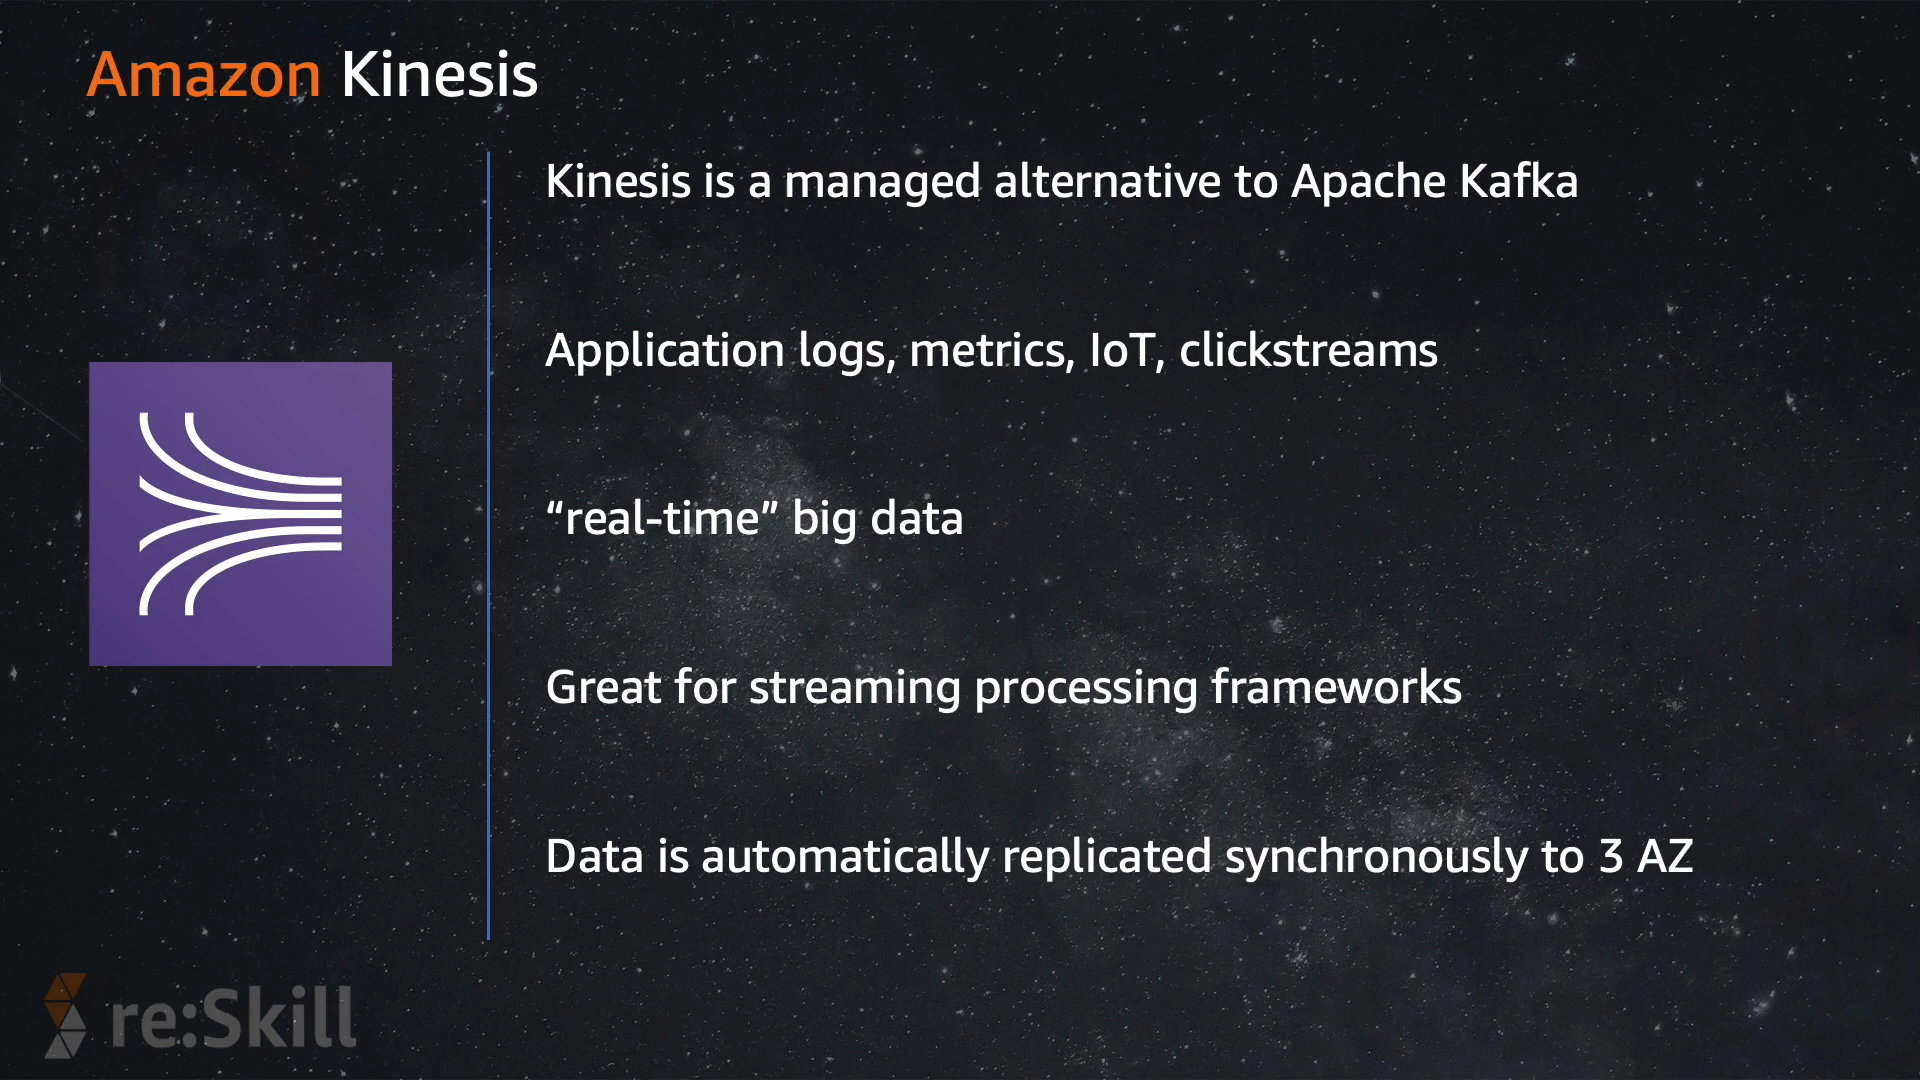 Amazon Kinesis
Kinesis is a managed alternative to Apache Kafka
Application logs, metrics, IoT, clickstreams
“real-time” big data
Great for streaming processing frameworks
Data is automatically replicated synchronously to 3 AZ
re:Skill